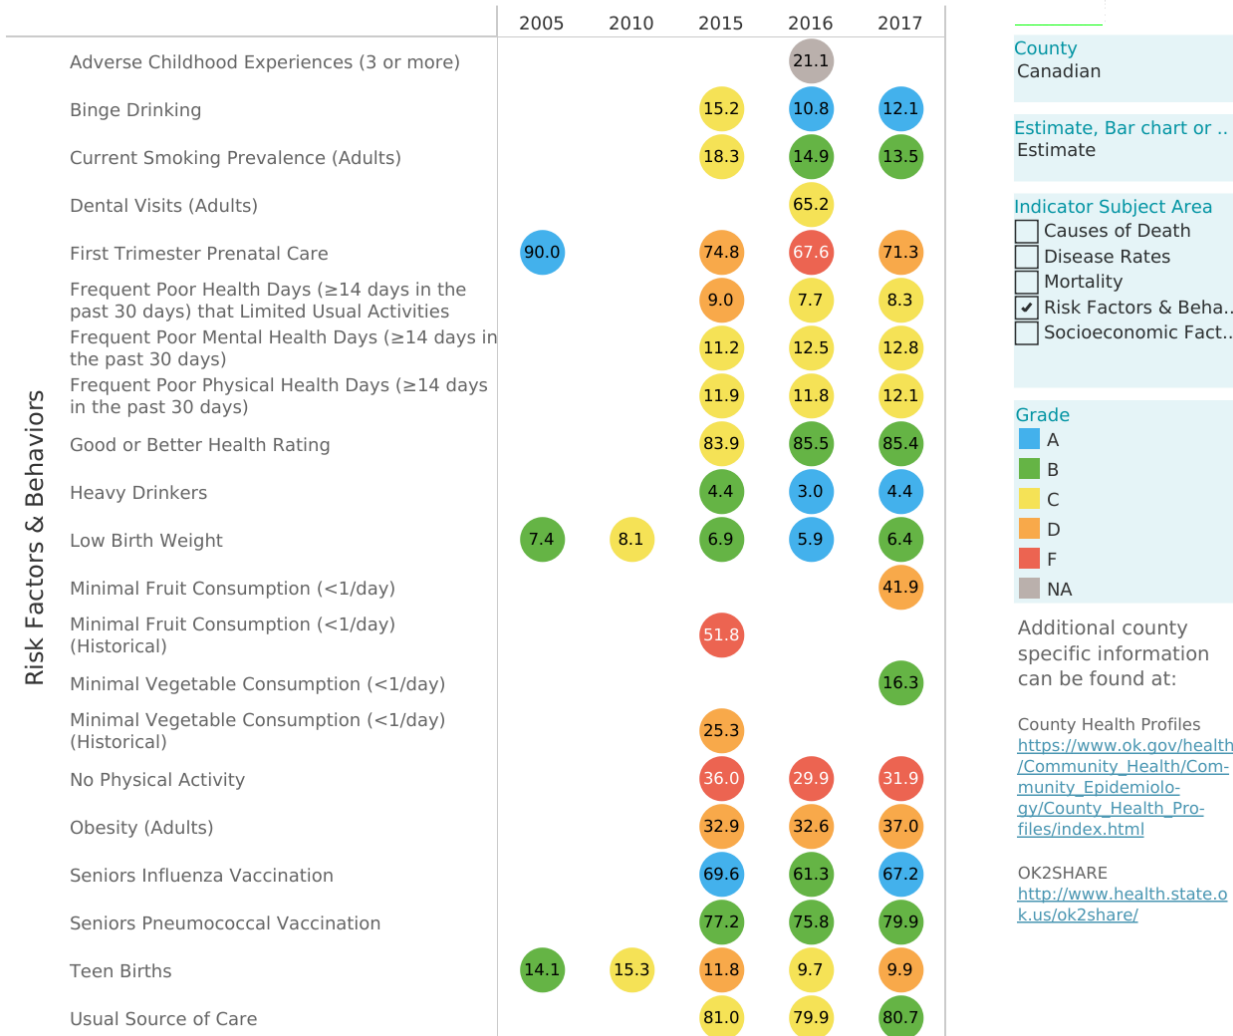 2005 2010 2015 2016 2017
Risk Factors & Behaviors
Adverse Childhood Experiences (3 or more) 21.1
Binge Drinking 15.2 10.8 12.1
Current Smoking Prevalence (Adults) 18.3 14.9 13.5
Dental Visits (Adults) 65.2
First Trimester Prenatal Care 90.0 74.8 67.6 71.3
Frequent Poor Health Days (≥14 days in the
past 30 days) that Limited Usual Activities 9.0 7.7 8.3
Frequent Poor Mental Health Days (≥14 days in
the past 30 days) 11.2 12.5 12.8
Frequent Poor Physical Health Days (≥14 days
in the past 30 days) 11.9 11.8 12.1
Good or Better Health Rating 83.9 85.5 85.4
Heavy Drinkers 4.4 3.0 4.4
Low Birth Weight 7.4 8.1 6.9 5.9 6.4
Minimal Fruit Consumption (<1/day) 41.9
Minimal Fruit Consumption (<1/day)
(Historical) 51.8
Minimal Vegetable Consumption (<1/day) 16.3
Minimal Vegetable Consumption (<1/day)
(Historical) 25.3
No Physical Activity 36.0 29.9 31.9
Obesity (Adults) 32.9 32.6 37.0
Seniors Influenza Vaccination 69.6 61.3 67.2
Seniors Pneumococcal Vaccination 77.2 75.8 79.9
Teen Births 14.1 15.3 11.8 9.7 9.9
Usual Source of Care 81.0 79.9 80.7
County
Canadian
Estimate, Bar chart or ..
Estimate
Indicator Subject Area
Causes of Death
Disease Rates
Mortality
Risk Factors & Beha..
Socioeconomic Fact..
Grade
A
B
C
D
F
NA
Additional county
specific information
can be found at:
County Health Profiles
https://www.ok.gov/health
/Community_Health/Com-
munity_Epidemiolo-
gy/County_Health_Pro-
files/index.html
OK2SHARE
http://www.health.state.o
k.us/ok2share/